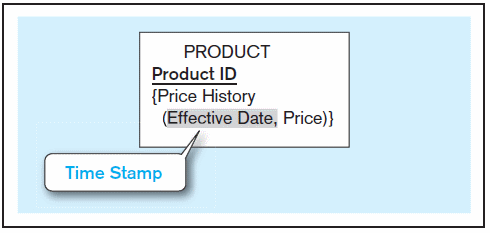 PRODUCT
Product ID
{Price History
(Effective Date, Price)}
Time Stamp